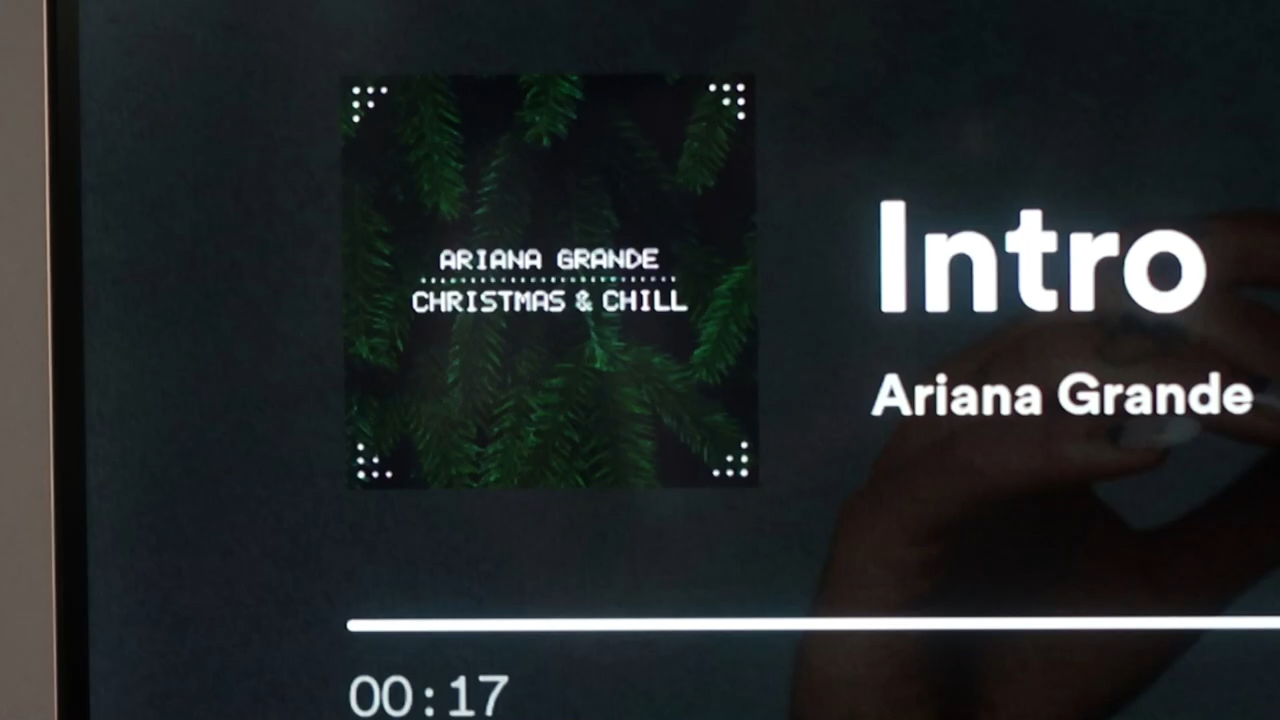 ARIANA GRANDE
CHRISTMAS & CHILL
Intro
Ariana Grande
00:17